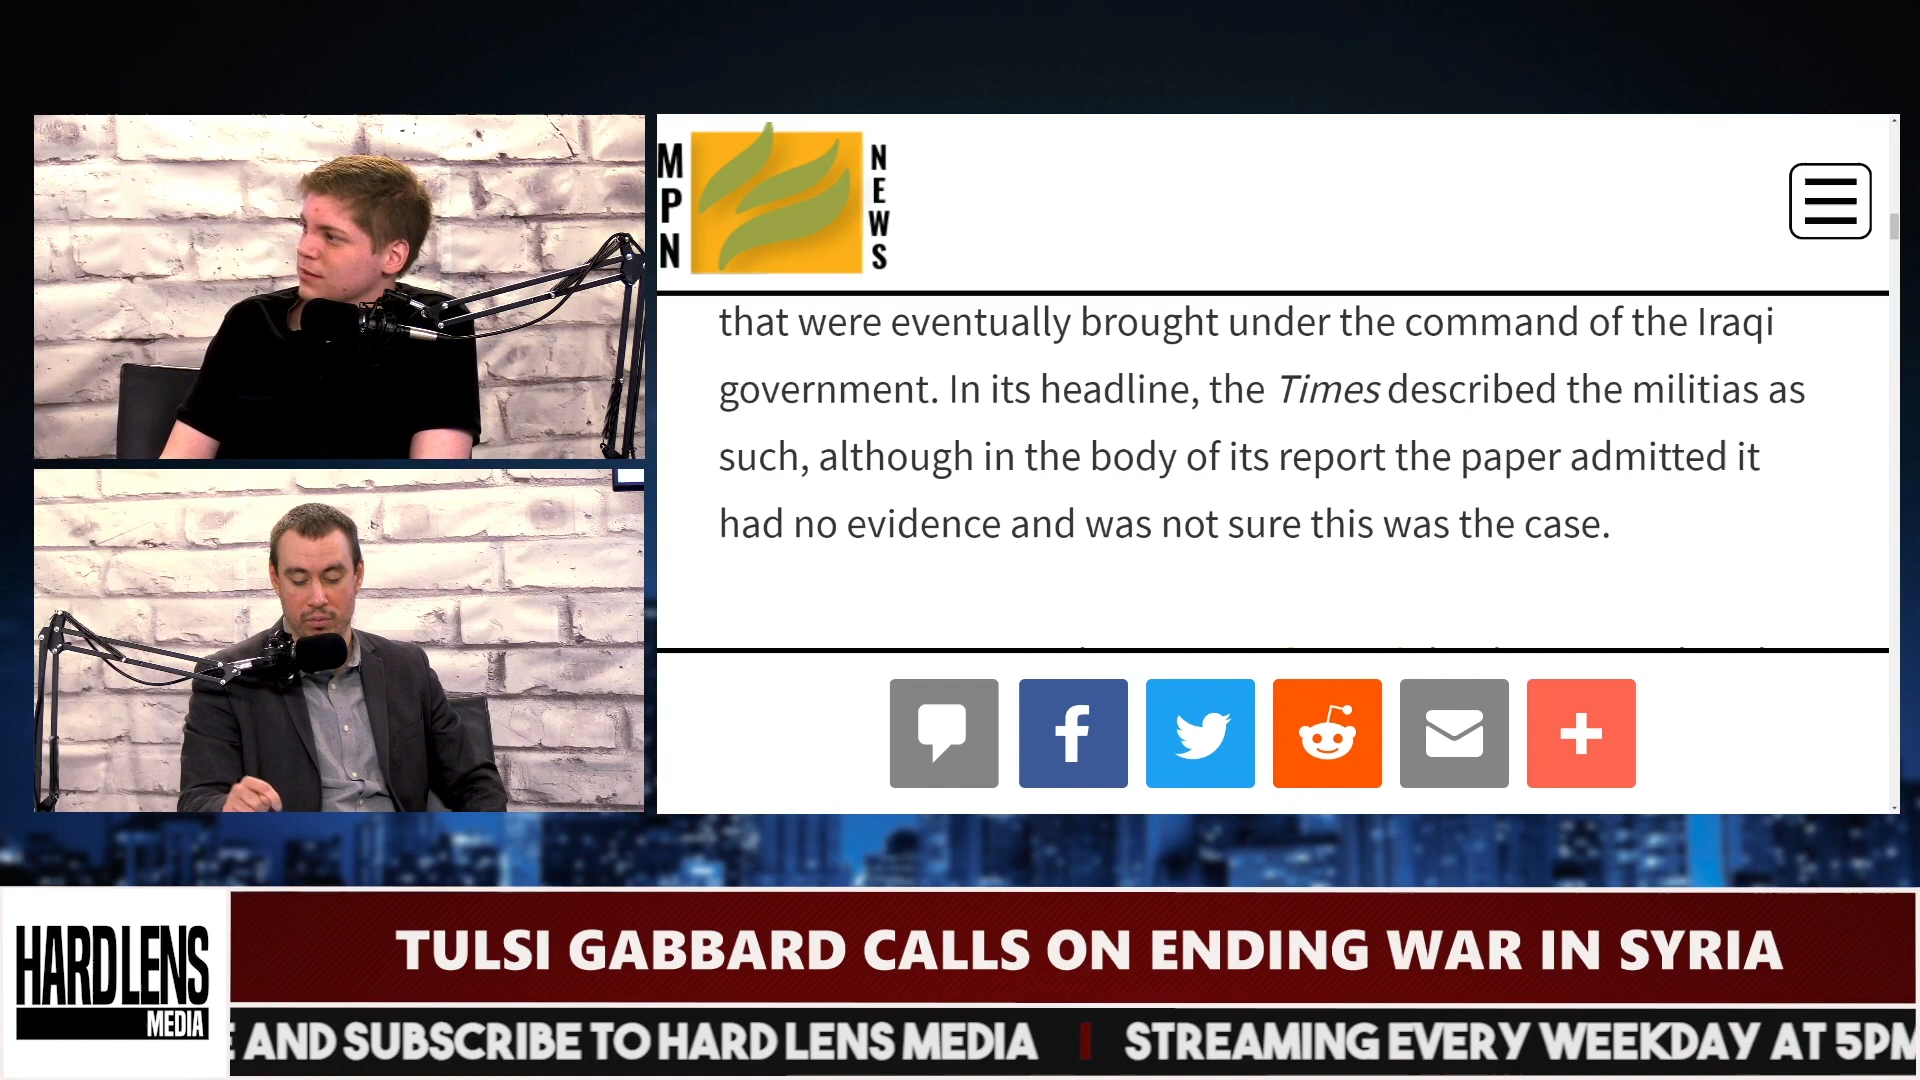 MPN
NEWS
that were eventually brought under the command of the Iraqi
government. In its headline, the Times described the militias as
such, although in the body of its report the paper admitted it
had no evidence and was not sure this was the case.
HARD LENS
MEDIA
TULSI GABBARD CALLS ON ENDING WAR IN SYRIA
AND SUBSCRIBE TO HARD LENS MEDIA
STREAMING EVERY WEEKDAY AT 5PM